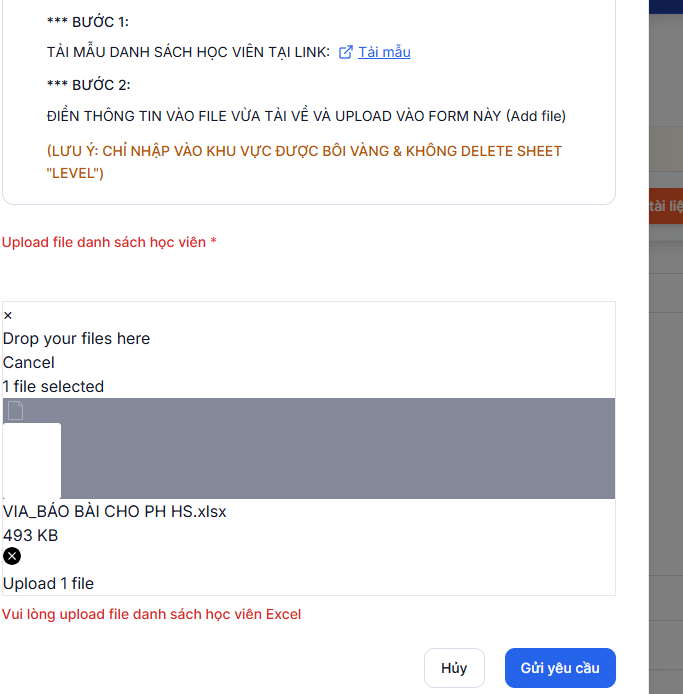 *** BƯỚC 1:
TẢI MẪU DANH SÁCH HỌC VIÊN TẠI LINK: Tải mẫu
*** BƯỚC 2:
ĐIỀN THÔNG TIN VÀO FILE VỪA TẢI VỀ VÀ UPLOAD VÀO FORM NÀY (Add file)
(LƯU Ý: CHỈ NHẬP VÀO KHU VỰC ĐƯỢC BÔI VÀNG & KHÔNG DELETE SHEET
"LEVEL")
tài liệ
Upload file danh sách học viên *
×
Drop your files here
Cancel
1 file selected
VIA_BÁO BÀI CHO PH HS.xlsx
493 KB
Upload 1 file
Vui lòng upload file danh sách học viên Excel
Hủy
Gửi yêu cầu